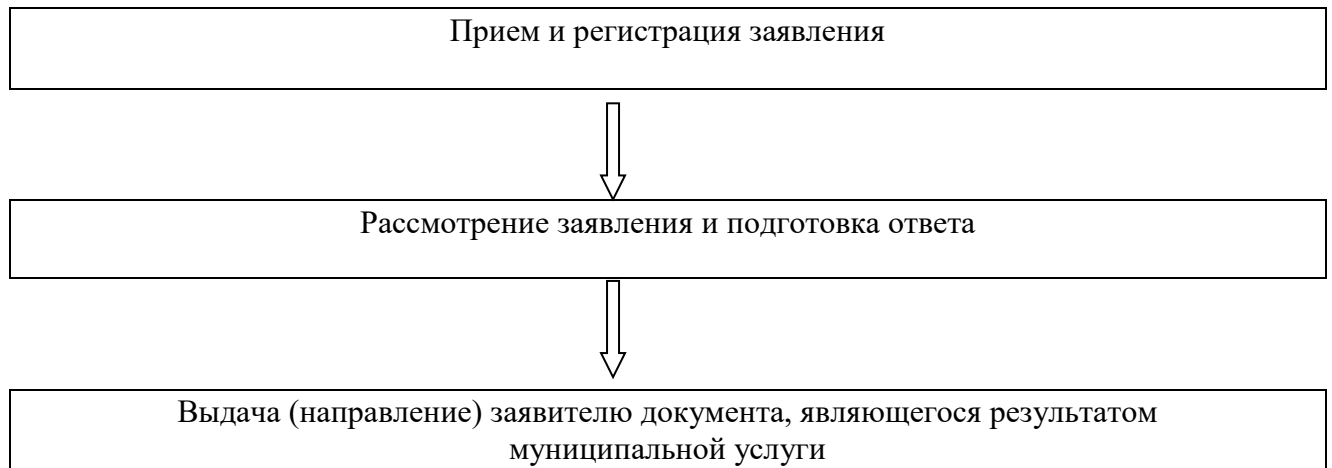 Прием и регистрация заявления
Рассмотрение заявления и подготовка ответа
Выдача (направление) заявителю документа, являющегося результатом
муниципальной услуги